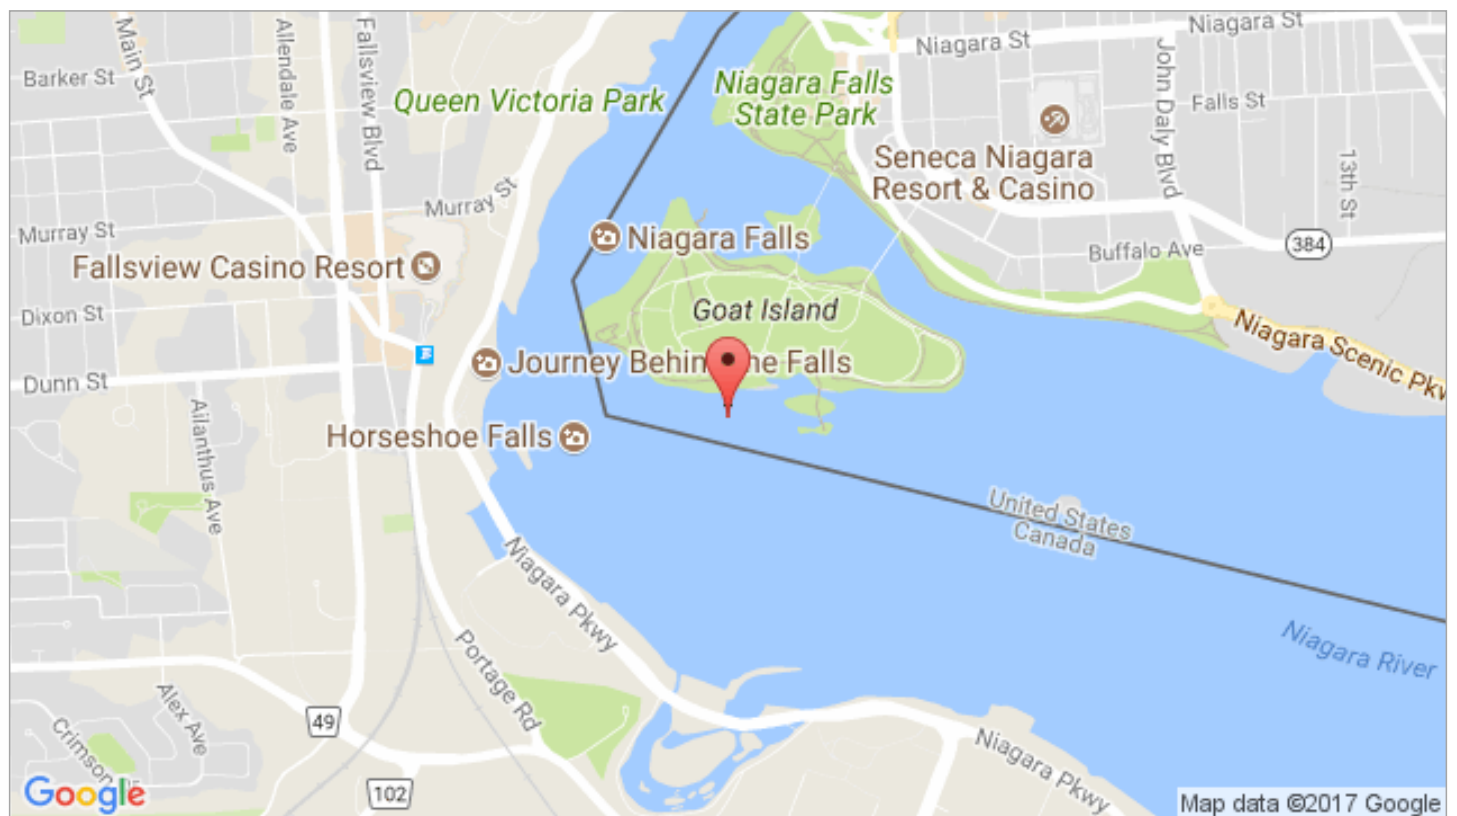 Main St
Allendale Ave
Fallsview Blvd
Niagara St
Niagara St
Barker St
Queen Victoria Park
Niagara Falls
State Park
John Daly Blvd
Falls St
Seneca Niagara
Resort & Casino
13th St
Murray St
Murray St
Niagara Falls
384
Buffalo Ave
Fallsview Casino Resort
Dixon St
Goat Island
Niagara Scenic
Journey
Falls
Dunn St
Ailanthus Ave
Horseshoe Falls
United States
Canada
Niagara Pkwy
Niagara River
Portage Rd
Alex Ave
49
Niagara Pkwy
102
Google
Map data ©2017 Google